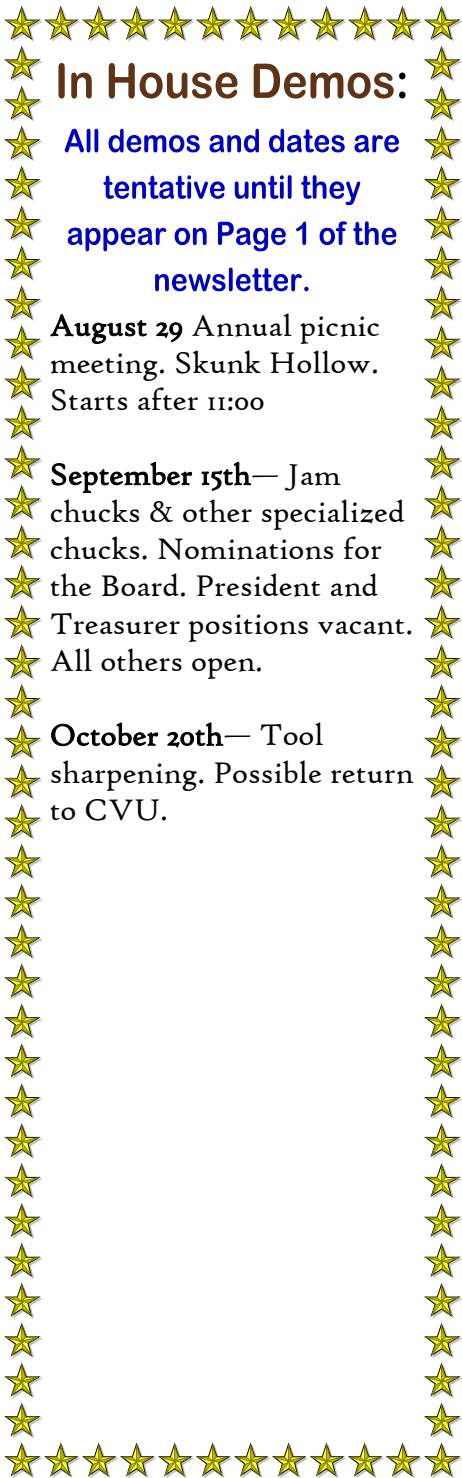 In House Demos:
All demos and dates are
tentative until they
appear on Page 1 of the
newsletter.
August 29 Annual picnic
meeting. Skunk Hollow.
Starts after 11:00
September 15th— Jam
chucks & other specialized
chucks. Nominations for
the Board. President and
Treasurer positions vacant.
All others open.
October 20th— Tool
sharpening. Possible return
to CVU.